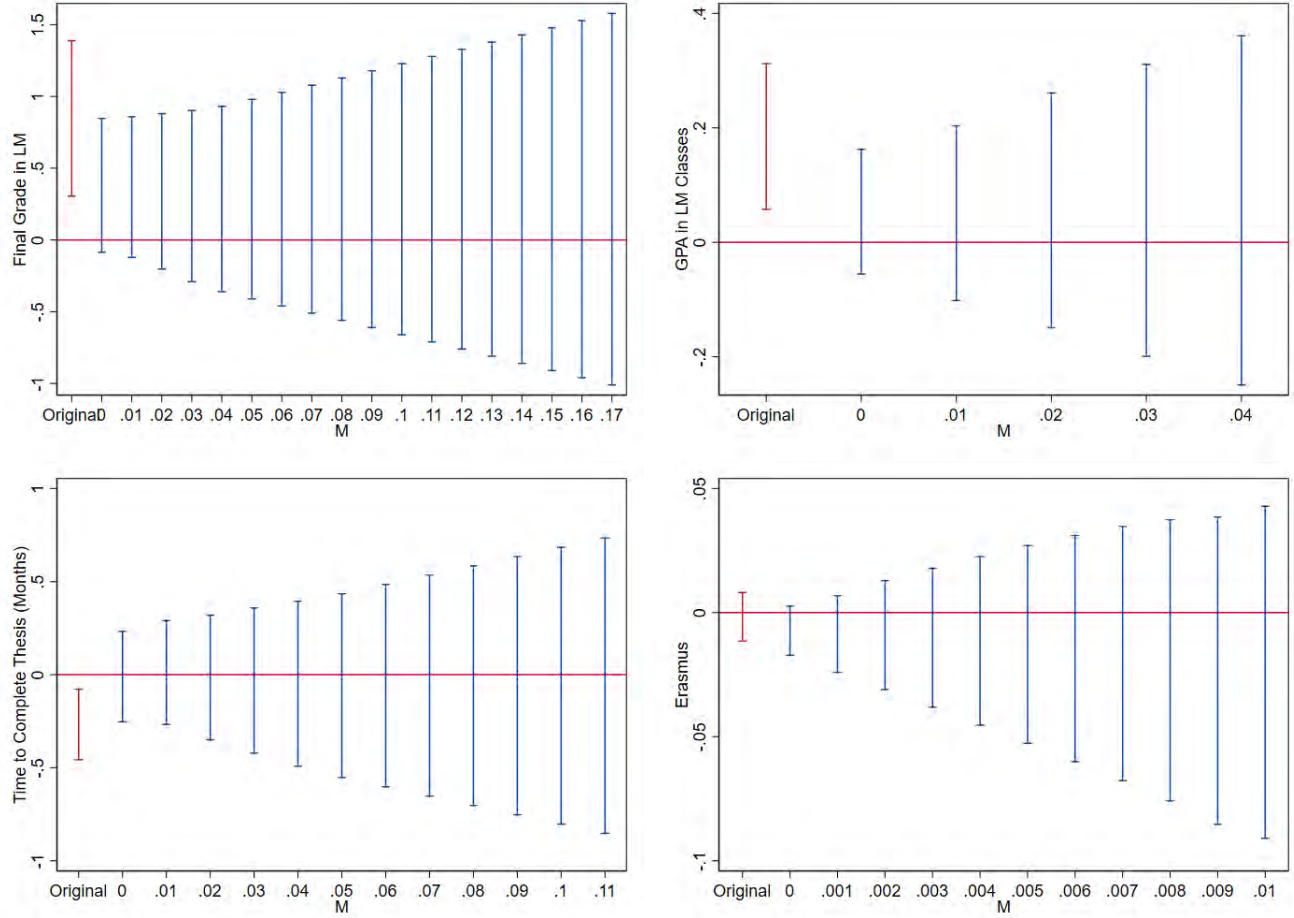 Final Grade in LM
1.5
1
.5
0
-.5
-1
Original 0 .01 .02 .03 .04 .05 .06 .07 .08 .09 .1 .11 .12 .13 .14 .15 .16 .17
M
GPA in LM Classes
.4
.2
0
-.2
Original 0 .01 .02 .03 .04
M
Time to Complete Thesis (Months)
1
.5
0
-.5
-1
Original 0 .01 .02 .03 .04 .05 .06 .07 .08 .09 .1 .11
M
Erasmus
.05
0
-.05
-.1
Original 0 .001 .002 .003 .004 .005 .006 .007 .008 .009 .01
M